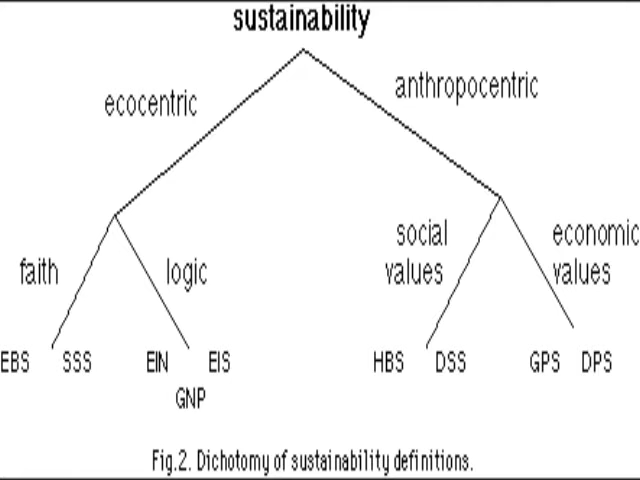 sustainability
ecocentric
anthropocentric
faith
logic
social
values
economic
values
EBS SSS EIN EIS HBS DSS GPS DPS
GNP
Fig.2. Dichotomy of sustainability definitions.